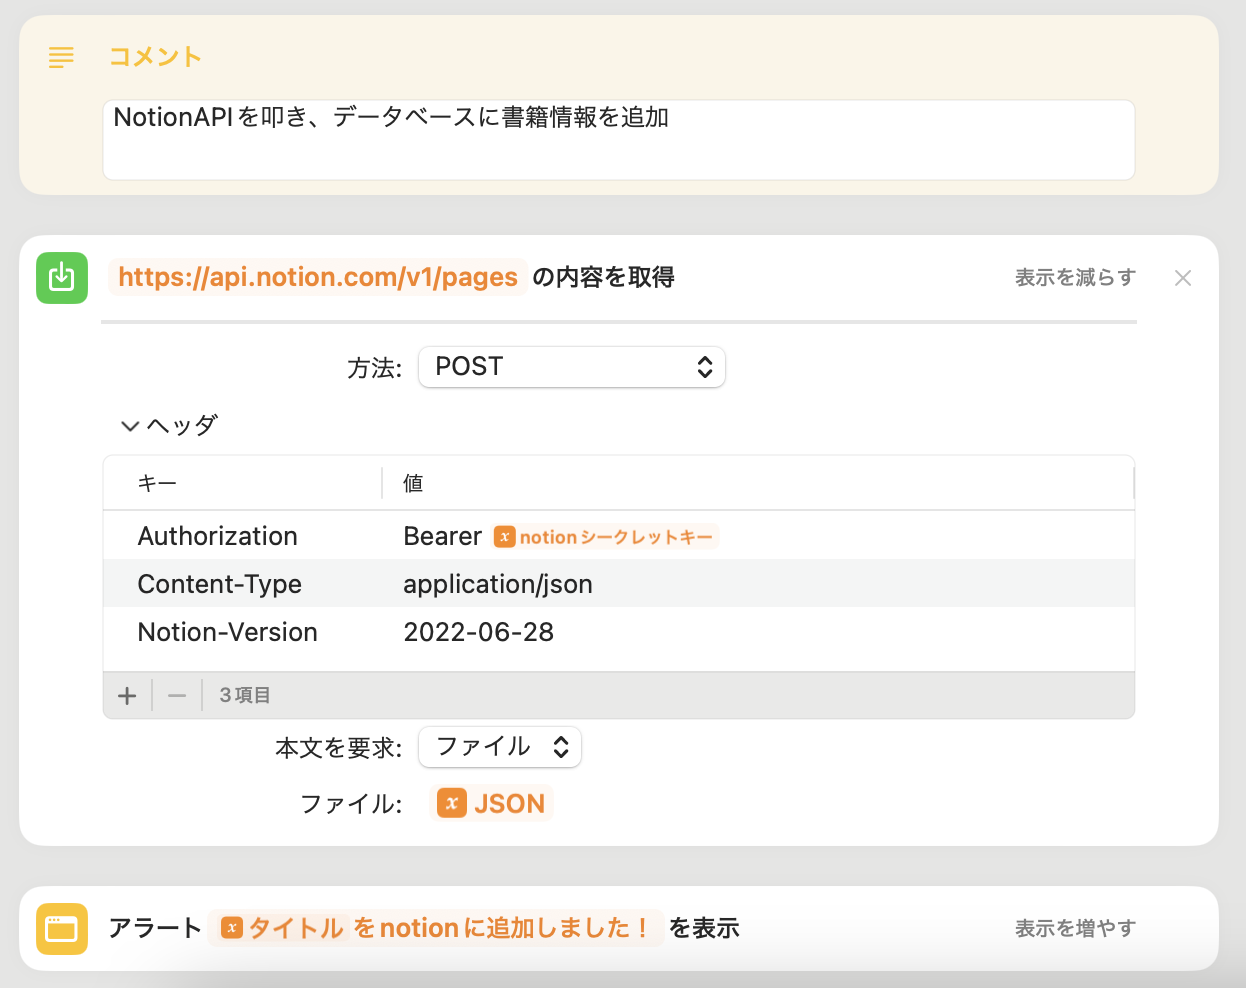 コメント
NotionAPIを叩き、データベースに書籍情報を追加
https://api.notion.com/v1/pages の内容を取得
表示を減らす
方法: POST
ヘッダ
キー 値
Authorization Bearer x notionシークレットキー
Content-Type application/json
Notion-Version 2022-06-28
3項目
本文を要求: ファイル
ファイル: x JSON
アラート x タイトル をnotionに追加しました！ を表示
表示を増やす